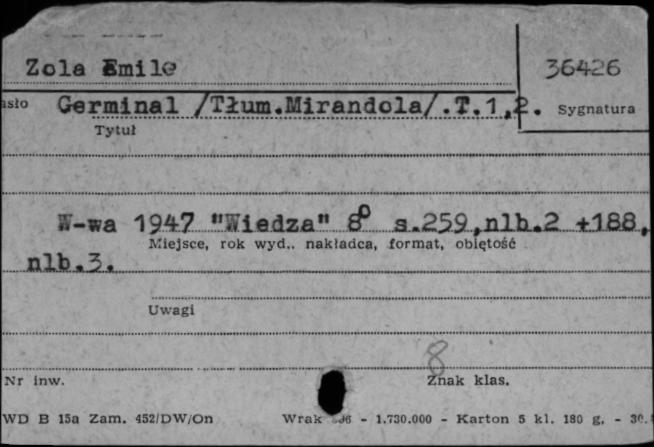 Zola Emile
36426
asło Germinal /Tłum.Mirandola/.T.1,2. Sygnatura
Tytuł
W-wa 1947 "Wiedza" 8° s.259,nlb.2 +188,
Miejsce, rok wyd., nakładca, format, objętość
nlb.3.
Uwagi
8
Nr inw. Znak klas.
WD B 15a Zam. 452/DW/On Wrak - 1.730.000 - Karton 5 kl. 180 g. - 30.